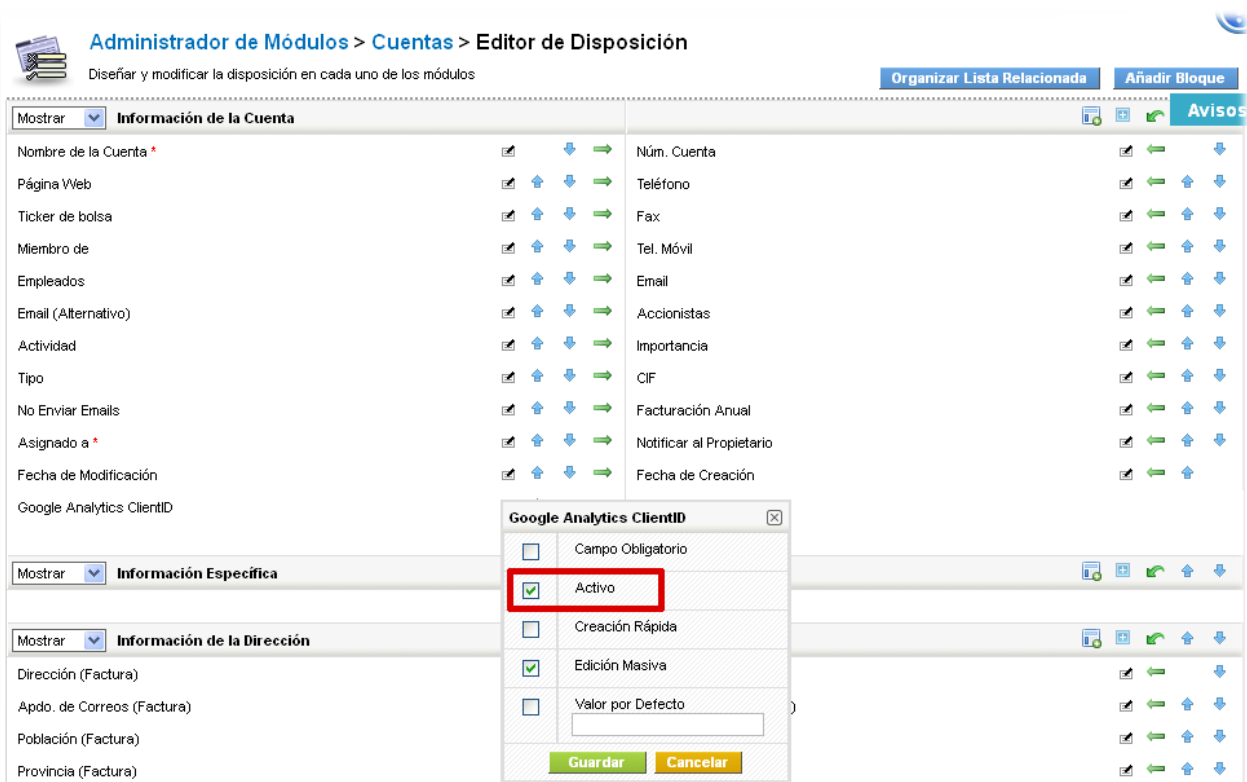 Administrador de Módulos > Cuentas > Editor de Disposición
Diseñar y modificar la disposición en cada uno de los módulos
Organizar Lista Relacionada
Añadir Bloque
Mostrar Información de la Cuenta
Avisos
Nombre de la Cuenta * Núm. Cuenta
Página Web Teléfono
Ticker de bolsa Fax
Miembro de Tel. Móvil
Empleados Email
Email (Alternativo) Accionistas
Actividad Importancia
Tipo CIF
No Enviar Emails Facturación Anual
Asignado a * Notificar al Propietario
Fecha de Modificación Fecha de Creación
Google Analytics ClientID
Google Analytics ClientID
Campo Obligatorio
Activo
Creación Rápida
Edición Masiva
Valor por Defecto
Guardar Cancelar
Mostrar Información Específica
Mostrar Información de la Dirección
Dirección (Factura)
Apdo. de Correos (Factura) )
Población (Factura)
Provincia (Factura)